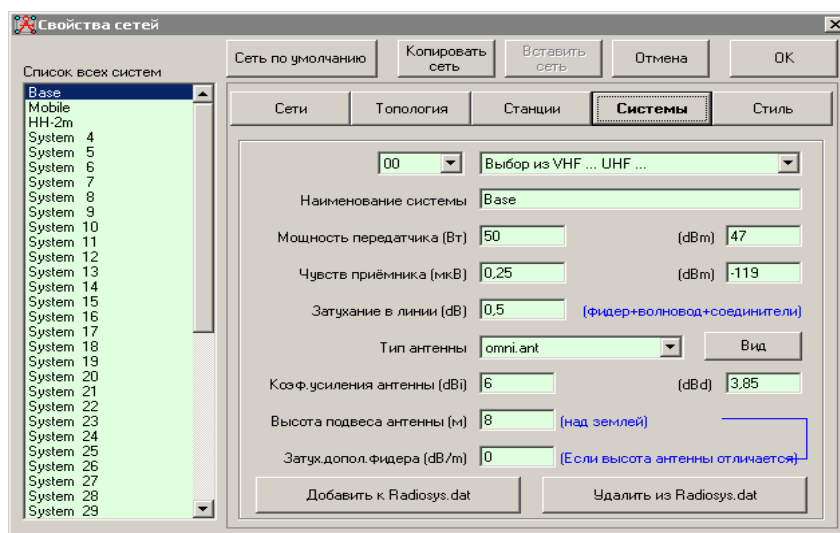 Свойства сетей
Сеть по умолчанию
Копировать сеть
Вставить сеть
Отмена
OK
Список всех систем
Base
Mobile
HH-2m
System 4
System 5
System 6
System 7
System 8
System 9
System 10
System 11
System 12
System 13
System 14
System 15
System 16
System 17
System 18
System 19
System 20
System 21
System 22
System 23
System 24
System 25
System 26
System 27
System 28
System 29
Сети
Топология
Станции
Системы
Стиль
00
Выбор из VHF ... UHF ...
Наименование системы Base
Мощность передатчика (Вт) 50 (dBm) 47
Чувств приёмника (мкВ) 0,25 (dBm) -119
Затухание в линии (dB) 0,5 (фидер+волновод+соединители)
Тип антенны omni.ant Вид
Коэф.усиления антенны (dBi) 6 (dBd) 3,85
Высота подвеса антенны (м) 8 (над землей)
Затух.допол.фидера (dB/m) 0 (Если высота антенны отличается)
Добавить к Radiosys.dat
Удалить из Radiosys.dat